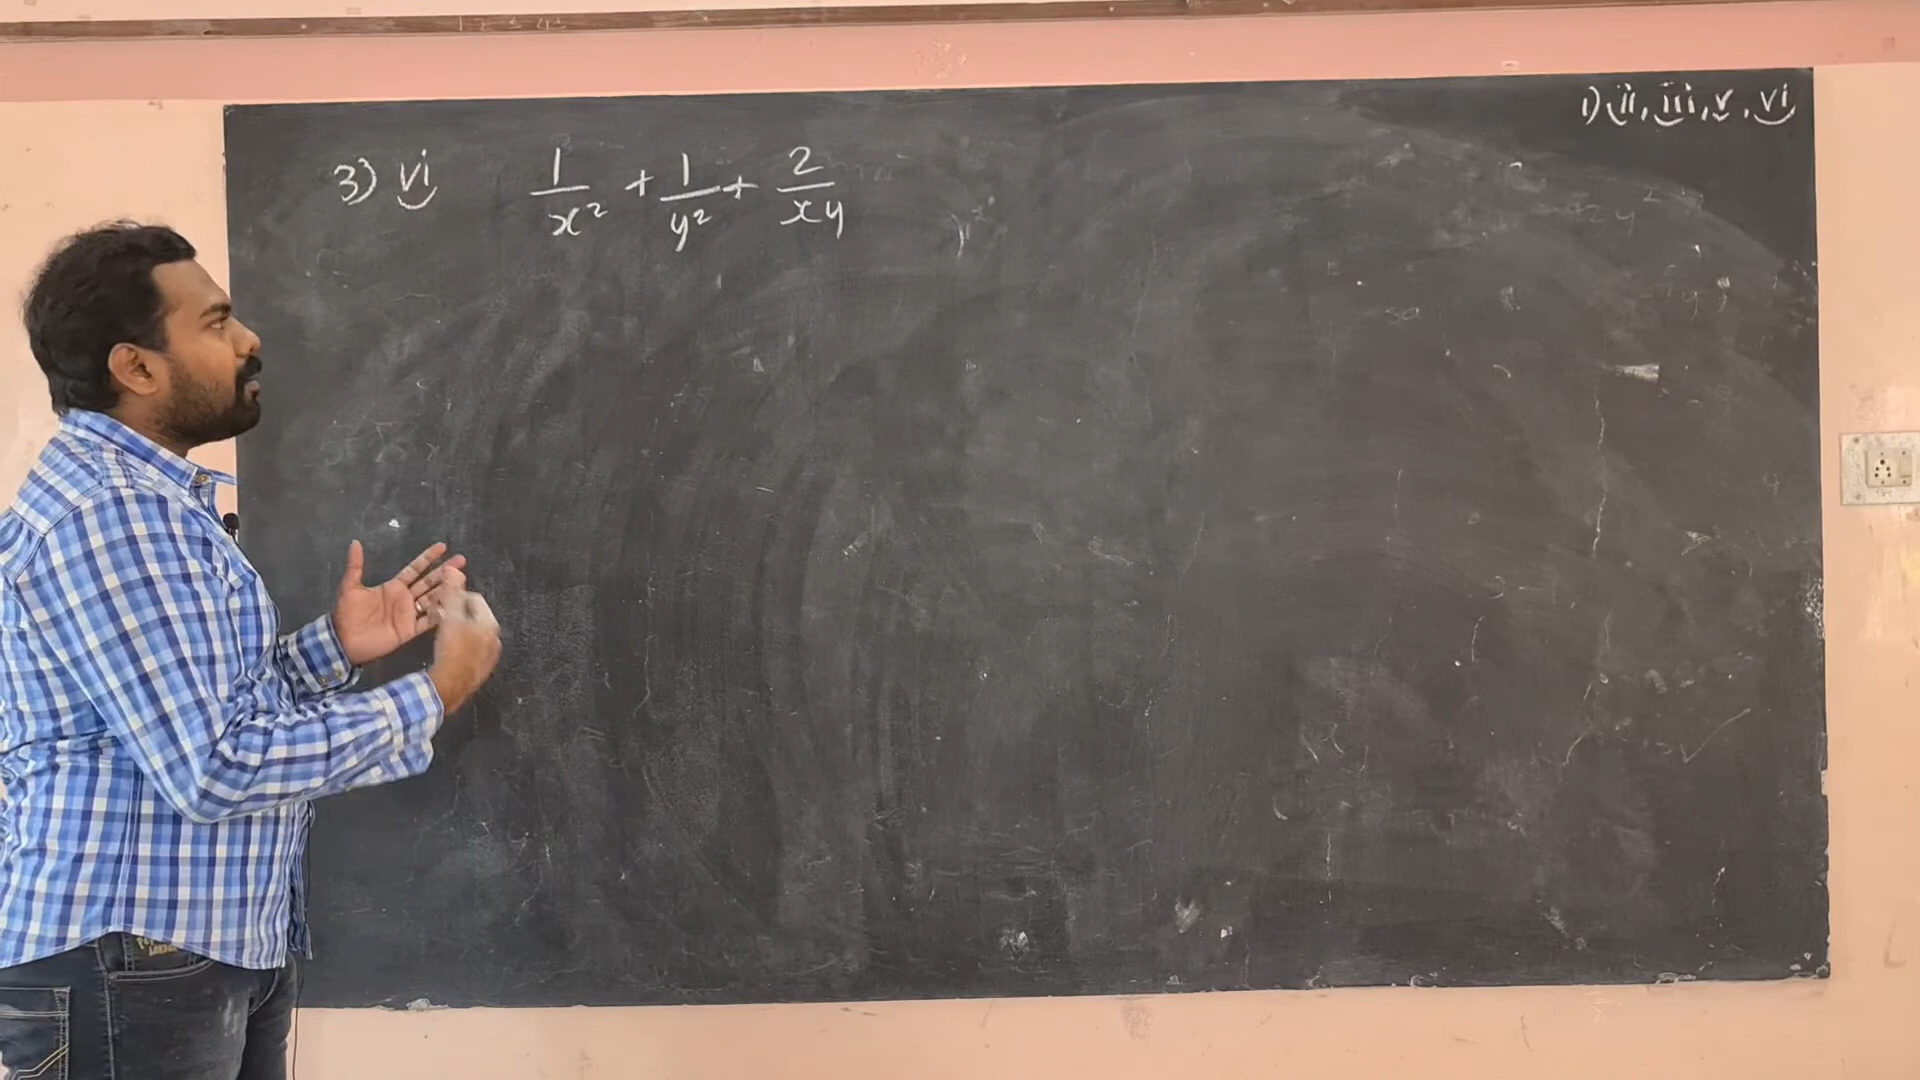 1) ii, iii, v, vi
3) vi 1/x² + 1/y² + 2/xy